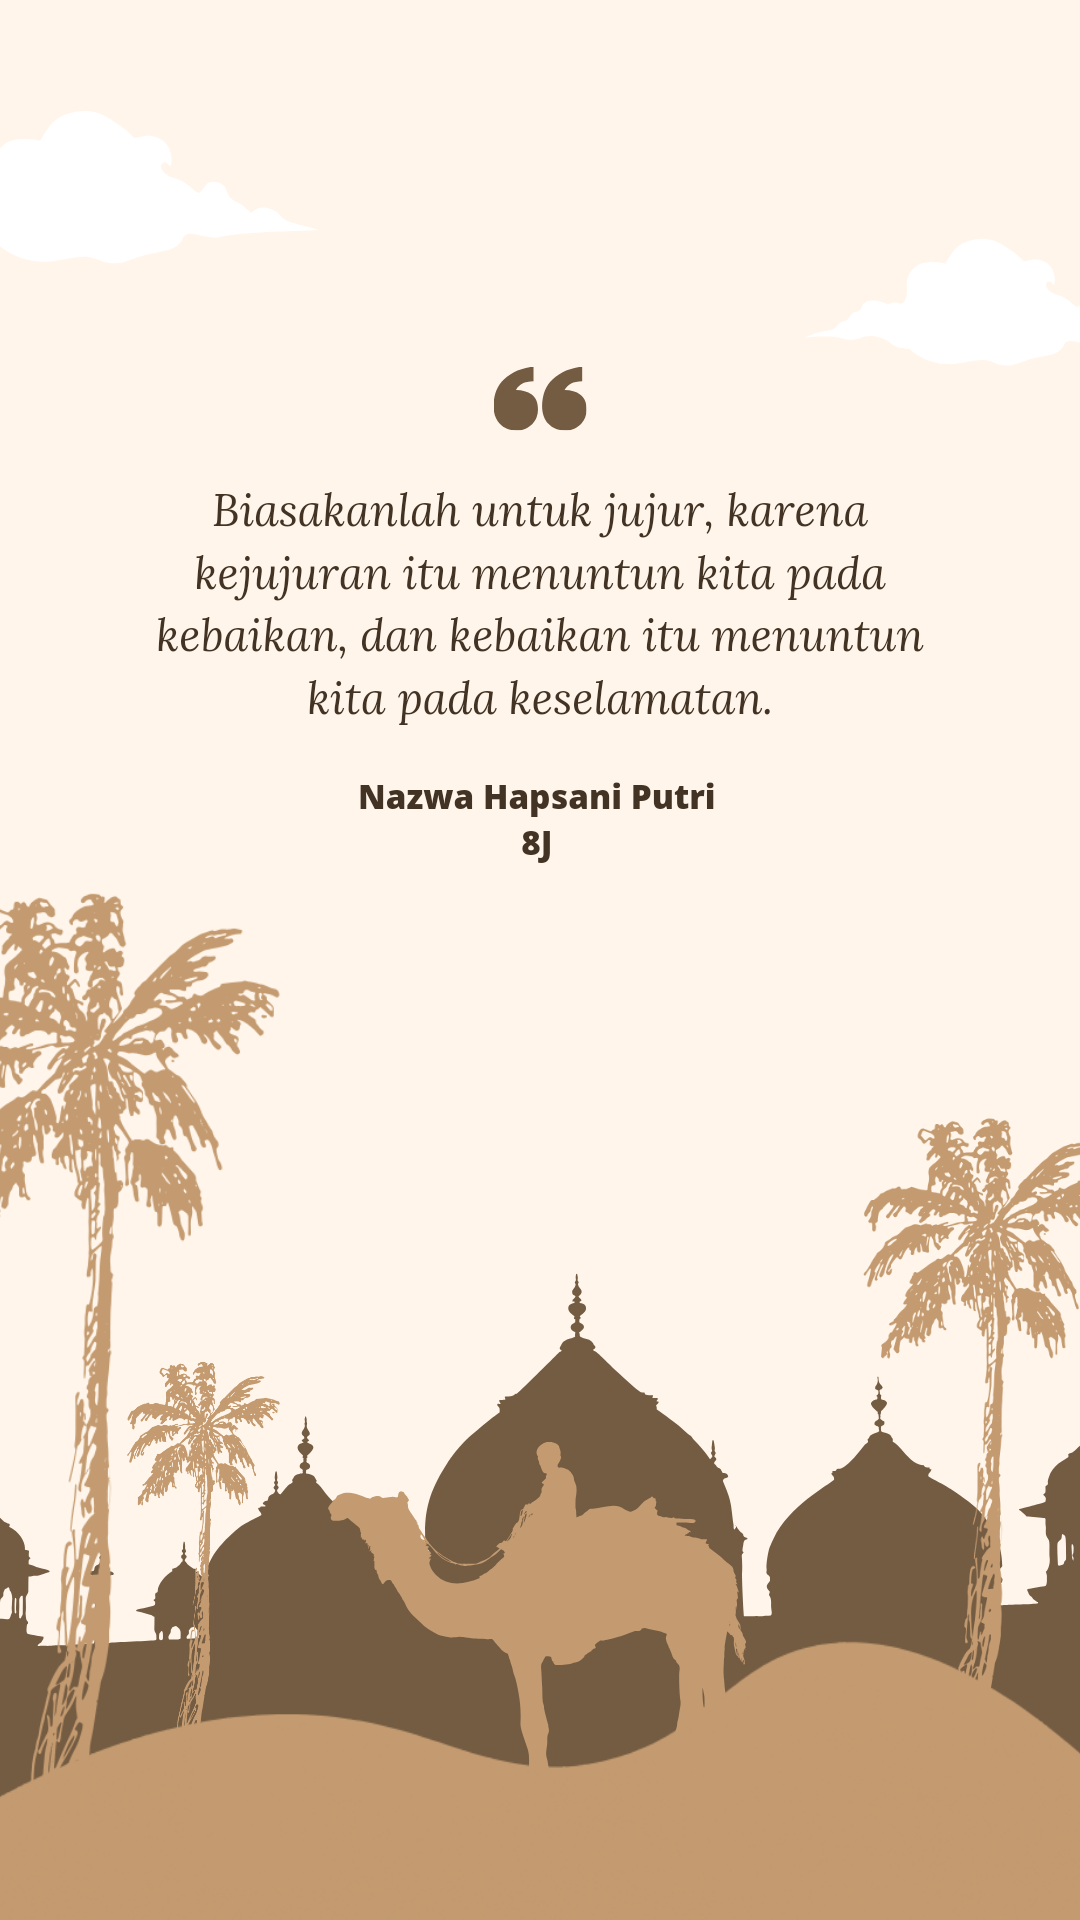 “
Biasakanlah untuk jujur, karena
kejujuran itu menuntun kita pada
kebaikan, dan kebaikan itu menuntun
kita pada keselamatan.
Nazwa Hapsani Putri
8J